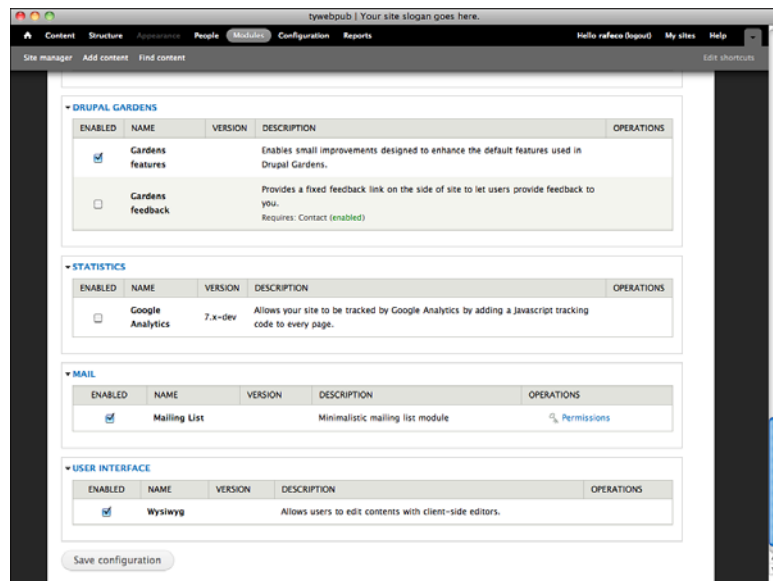 tywebpub | Your site slogan goes here.
Content Structure Appearance People Modules Configuration Reports Hello rafeco (logout) My sites Help
Site manager Add content Find content Edit shortcuts
DRUPAL GARDENS
ENABLED NAME VERSION DESCRIPTION OPERATIONS
Gardens features Enables small improvements designed to enhance the default features used in
Drupal Gardens.
Gardens feedback Provides a fixed feedback link on the side of site to let users provide feedback to
you.
Requires: Contact (enabled)
STATISTICS
ENABLED NAME VERSION DESCRIPTION OPERATIONS
Google Analytics 7.x-dev Allows your site to be tracked by Google Analytics by adding a Javascript tracking
code to every page.
MAIL
ENABLED NAME VERSION DESCRIPTION OPERATIONS
Mailing List Minimalistic mailing list module Permissions
USER INTERFACE
ENABLED NAME VERSION DESCRIPTION OPERATIONS
Wysiwyg Allows users to edit contents with client-side editors.
Save configuration